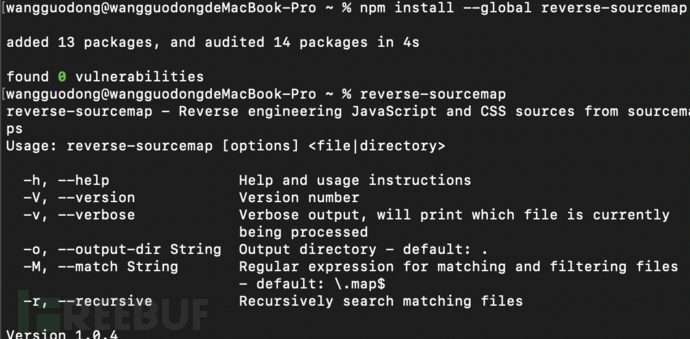 [wangguodong@wangguodongdeMacBook-Pro ~ % npm install --global reverse-sourcemap
added 13 packages, and audited 14 packages in 4s
found 0 vulnerabilities
[wangguodong@wangguodongdeMacBook-Pro ~ % reverse-sourcemap
reverse-sourcemap - Reverse engineering JavaScript and CSS sources from sourcema
ps
Usage: reverse-sourcemap [options] <file|directory>
-h, --help Help and usage instructions
-V, --version Version number
-v, --verbose Verbose output, will print which file is currently
being processed
-o, --output-dir String Output directory - default: .
-M, --match String Regular expression for matching and filtering files
- default: \.map$
-r, --recursive Recursively search matching files
FREEBUF
Version 1.0.4